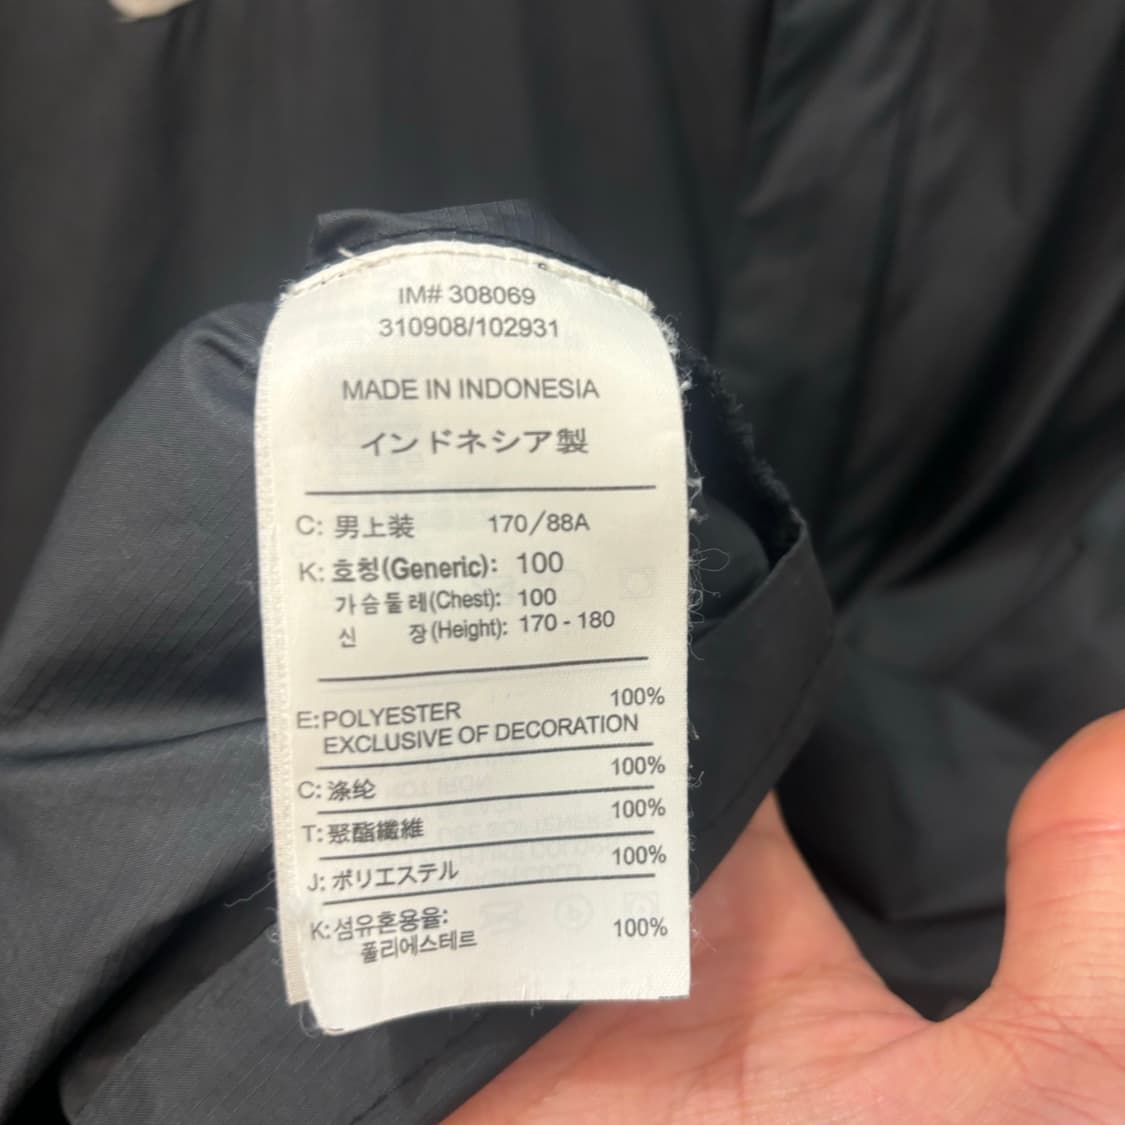 IM# 308069
310908/102931
MADE IN INDONESIA
インドネシア製
C: 男上装 170/88A
K: 호칭(Generic): 100
가슴둘레(Chest): 100
신 장(Height): 170 - 180
E:POLYESTER 100%
EXCLUSIVE OF DECORATION
C: 涤纶 100%
T: 聚酯纖維 100%
J: ポリエステル 100%
K: 섬유혼용율:
폴리에스테르 100%